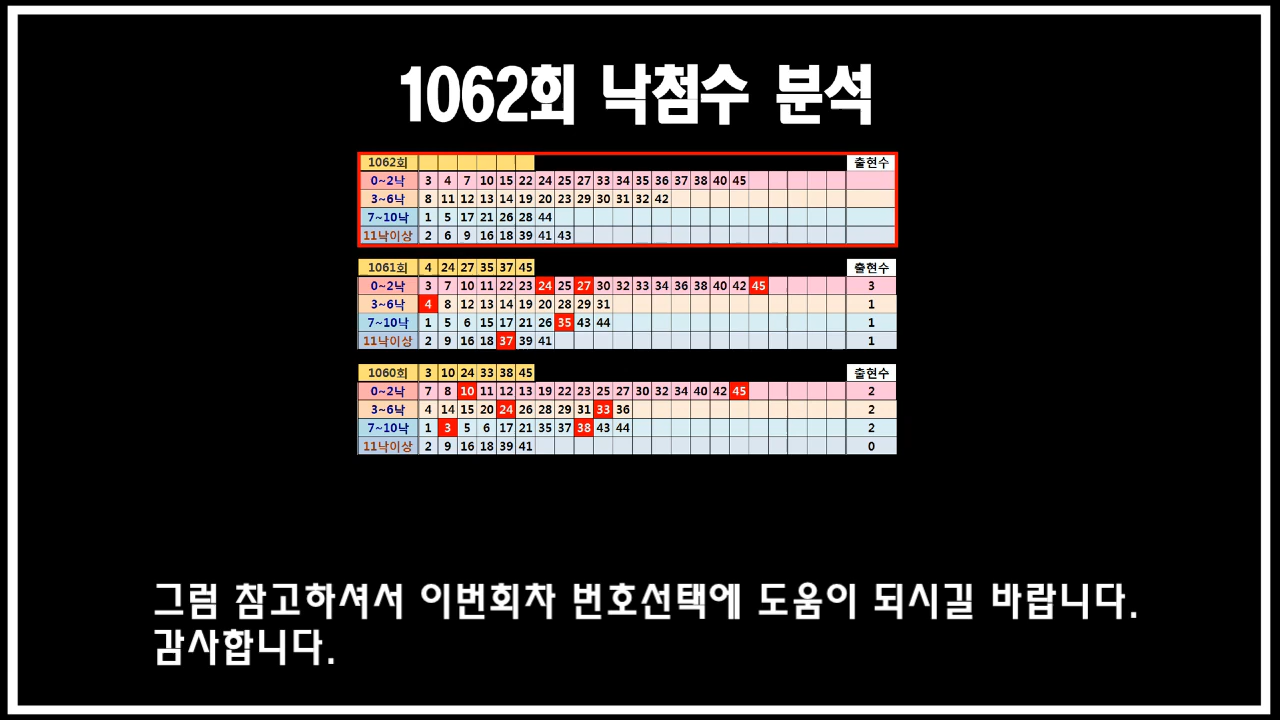 1062회 낙첨수 분석
1062회 출현수
0~2낙 3 4 7 10 15 22 24 25 27 33 34 35 36 37 38 40 45
3~6낙 8 11 12 13 14 19 20 23 29 30 31 32 42
7~10낙 1 5 17 21 26 28 44
11낙이상 2 6 9 16 18 39 41 43
1061회 4 24 27 35 37 45 출현수
0~2낙 3 7 10 11 22 23 24 25 27 30 32 33 34 36 38 40 42 45 3
3~6낙 4 8 12 13 14 19 20 28 29 31 1
7~10낙 1 5 6 15 17 21 26 35 43 44 1
11낙이상 2 9 16 18 37 39 41 1
1060회 3 10 24 33 38 45 출현수
0~2낙 7 8 10 11 12 13 19 22 23 25 27 30 32 34 40 42 45 2
3~6낙 4 14 15 20 24 26 28 29 31 33 36 2
7~10낙 1 3 5 6 17 21 35 37 38 43 44 2
11낙이상 2 9 16 18 39 41 0
그럼 참고하셔서 이번회차 번호선택에 도움이 되시길 바랍니다.
감사합니다.